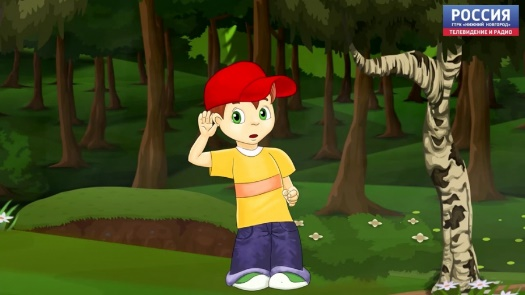 РОССИЯ
ГТРК «НИЖНИЙ НОВГОРОД»
ТЕЛЕВИДЕНИЕ И РАДИО